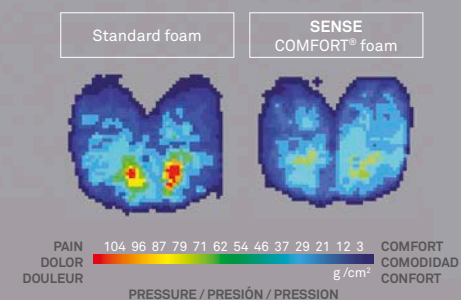 Standard foam
SENSE
COMFORT® foam
PAIN 104 96 87 79 71 62 54 46 37 29 21 12 3 COMFORT
DOLOR COMODIDAD
DOULEUR g/cm² CONFORT
PRESSURE / PRESIÓN / PRESSION